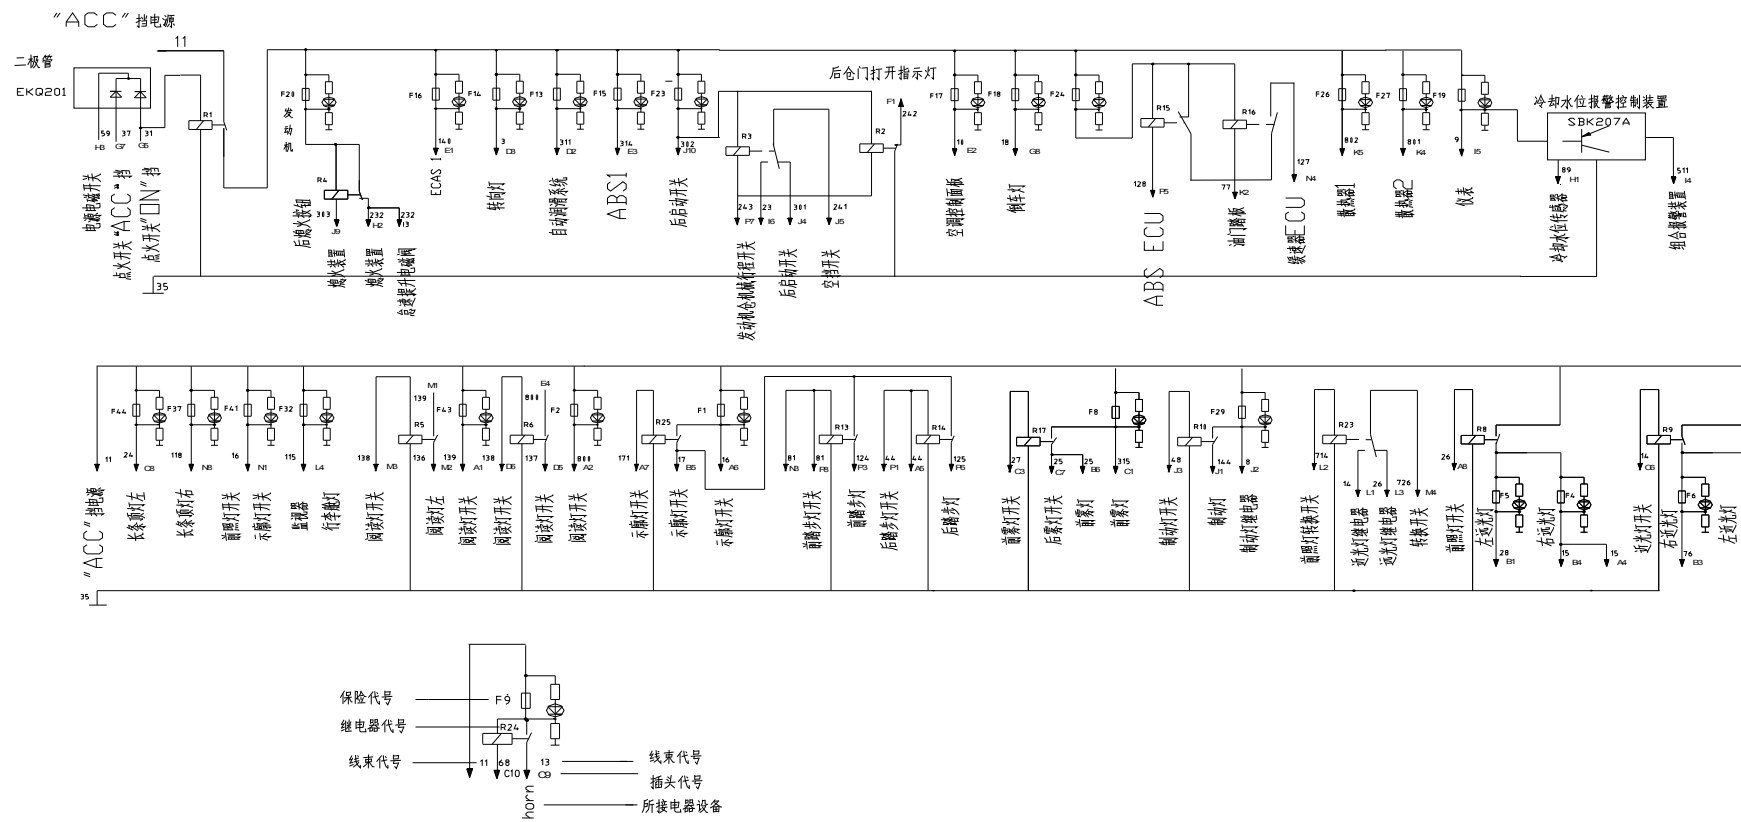 "ACC" 挡电源
11
二极管
EKQ201
59
H3
37
G7
31
G5
R1
电源电磁开关
点火开关 "ACC" 挡
点火开关 "ON" 挡
35
F20
发动机
R4
303
J9
232
H2
232
I3
后熄火按钮
熄火装置
熄火装置
怠速提升电磁阀
F16
140
E1
ECAS 1
F14
3
D3
转向灯
F13
311
D2
自动润滑系统
F15
314
E3
ABS1
F23
302
J10
后启动开关
R3
243
P7
23
I6
301
J4
241
J5
发动机仓机械行程开关
后启动开关
空挡开关
后仓门打开指示灯
F1
242
R2
F17
10
E2
空调控制面板
F18
18
G8
倒车灯
F24
R15
128
P5
ABS ECU
R16
77
K2
油门踏板
127
N4
缓速器ECU
F26
802
K5
散热器1
F27
801
K4
散热器2
F19
9
I5
仪表
冷却水位报警控制装置
SBK207A
89
H1
冷却水位传感器
511
I4
组合报警装置
11
"ACC" 挡电源
F44
24
C8
长条顶灯左
F37
118
N8
长条顶灯右
F41
16
N1
前照灯开关
示廓灯开关
F32
115
L4
监视器
行李舱灯
138
M3
阅读灯开关
R5
M1
139
136
M2
阅读灯左
F43
139
A1
阅读灯开关
138
D6
阅读灯开关
R6
E4
800
137
D5
阅读灯开关
F2
800
A2
阅读灯开关
171
A7
示廓灯开关
R25
17
B5
示廓灯开关
F1
16
A6
示廓灯开关
81
N3
81
P8
前踏步灯开关
R13
124
P3
前踏步灯
44
P1
44
A5
后踏步灯开关
R14
125
P6
后踏步灯
27
C3
前雾灯开关
R17
25
C7
后雾灯开关
25
B6
前雾灯
F8
315
C1
前雾灯
48
J3
制动灯开关
R10
144
J1
制动灯
F29
8
J2
制动灯继电器
714
L2
前照灯转换开关
R23
14
L1
近光灯继电器
26
L3
远光灯继电器
726
M4
转换开关
26
A8
前照灯开关
R8
F5
左远光灯
28
B1
F4
右远光灯
15
B4
15
A4
14
C6
近光灯开关
R9
F6
右近光灯
76
B3
左近光灯
35
保险代号
F9
继电器代号
R24
线束代号
11
68
C10
13
C9
线束代号
插头代号
horn
所接电器设备